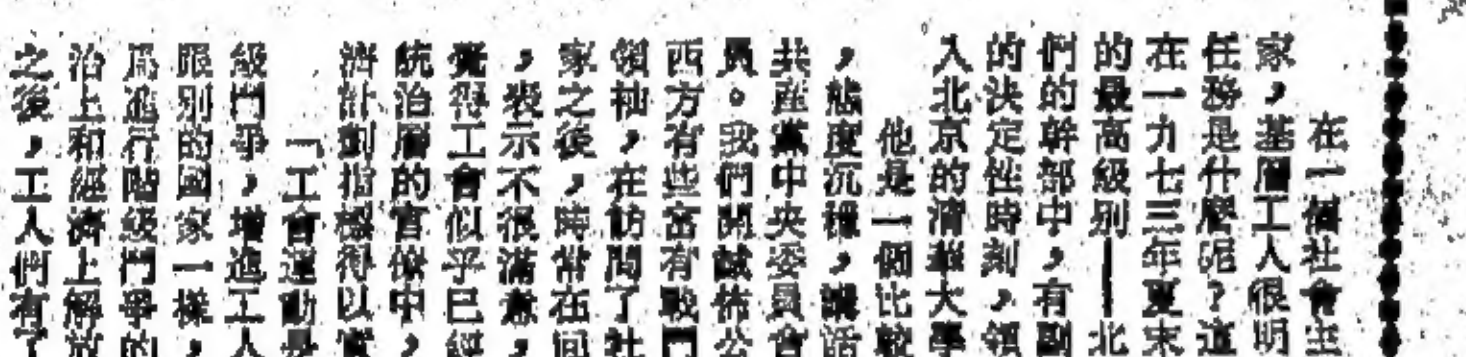 在一個社會主
家，基層工人很明
任務是什麽呢？這
在一九七三年夏末
的最高級别——北
們的幹部中，有副
的決定性時刻，領
入北京的清華大學
他是一個比較
，態度沉穩，講話
共產黨中央委員會
員。我們開誠佈公
西方有些富有戰鬥
領袖，在訪問了社
家之後，時常在回
，表示不很滿意，
覺得工會似乎已經
統治層的官僚中，
濟計劃指標得以實
「工會運動是
級鬥爭，增進工人
限别的國家一樣，
爲進行階級鬥爭的
治上和經濟上解放
之後，工人們有了